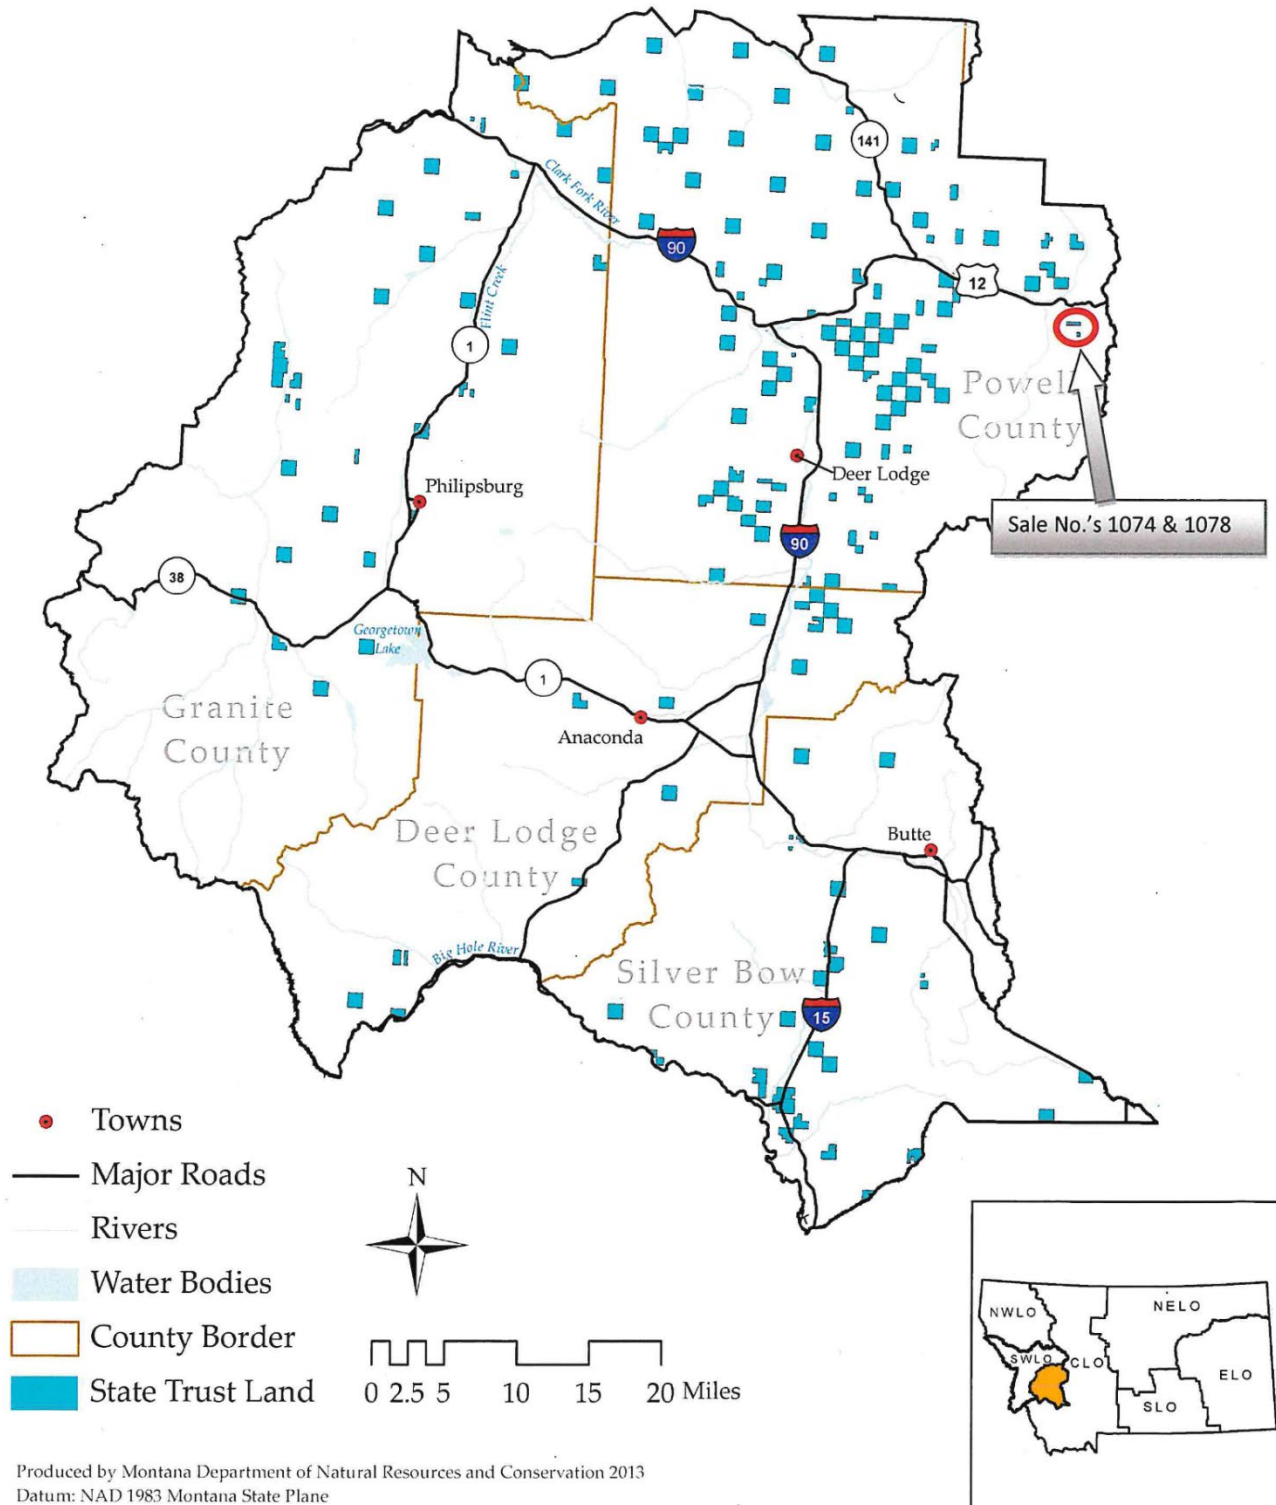 141
Clark Fork River
90
12
Flint Creek
1
Powell
County
Deer Lodge
Philipsburg
Sale No.'s 1074 & 1078
90
38
Georgetown
Lake
1
Granite
County
Anaconda
Deer Lodge
County
Butte
Big Hole River
Silver Bow
County
15
Towns
Major Roads
Rivers
Water Bodies
County Border
State Trust Land
N
0 2.5 5 10 15 20 Miles
NWLO
NELO
SWLO
CLO
ELO
SLO
Produced by Montana Department of Natural Resources and Conservation 2013
Datum: NAD 1983 Montana State Plane